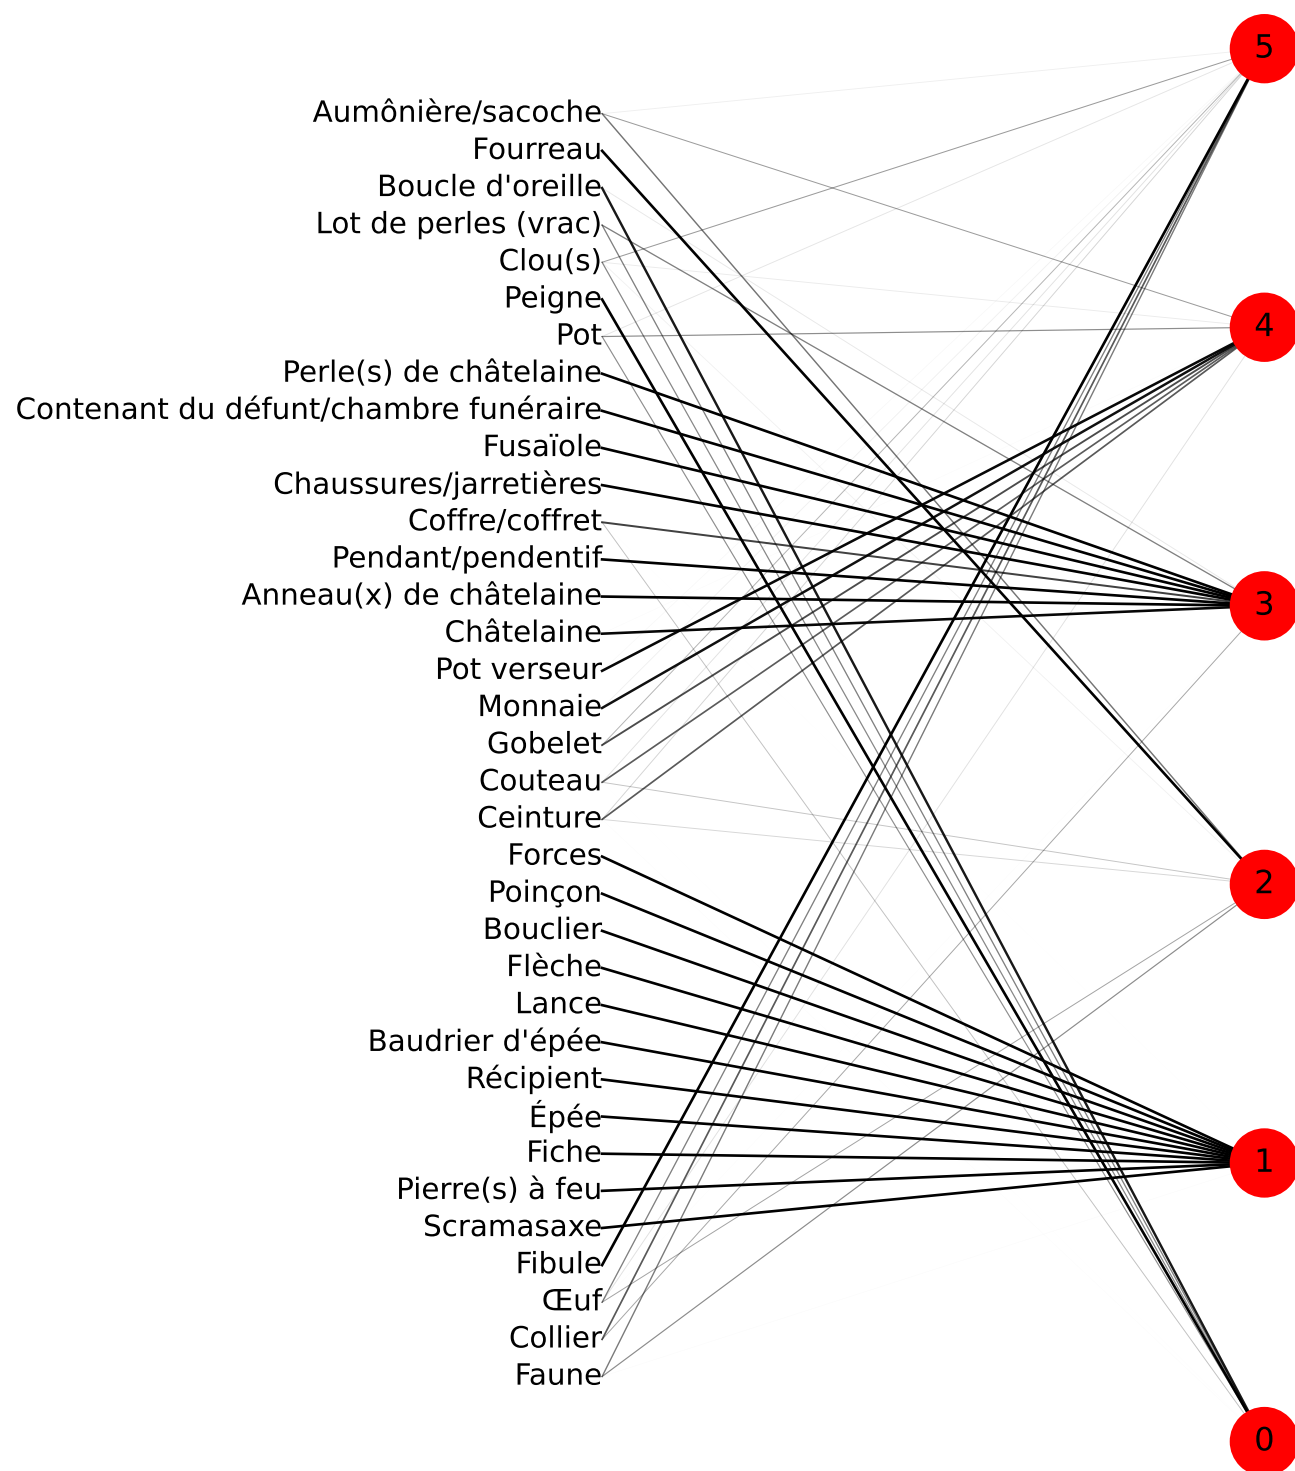 5
Aumônière/sacoche
Fourreau
Boucle d'oreille
Lot de perles (vrac)
Clou(s)
Peigne
4
Pot
Perle(s) de châtelaine
Contenant du défunt/chambre funéraire
Fusaïole
Chaussures/jarretières
Coffre/coffret
Pendant/pendentif
Anneau(x) de châtelaine
3
Châtelaine
Pot verseur
Monnaie
Gobelet
Couteau
Ceinture
Forces
2
Poinçon
Bouclier
Flèche
Lance
Baudrier d'épée
Récipient
Épée
Fiche
1
Pierre(s) à feu
Scramasaxe
Fibule
Œuf
Collier
Faune
0